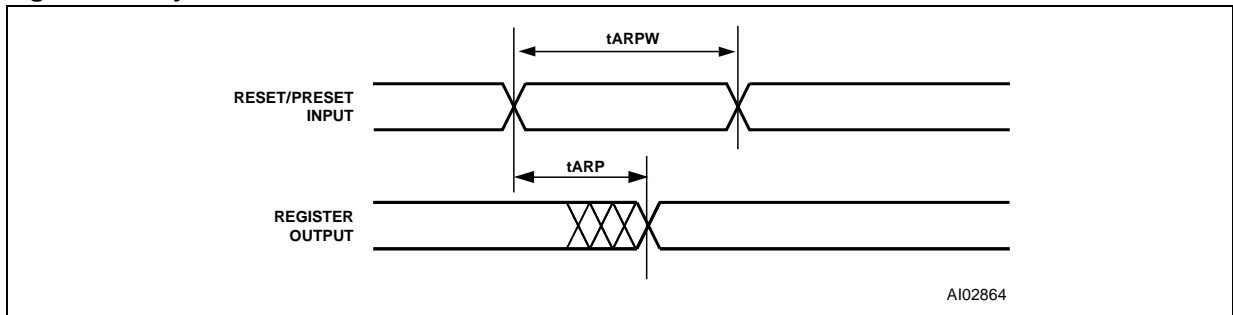 tARPW
RESET/PRESET
INPUT
tARP
REGISTER
OUTPUT
AI02864